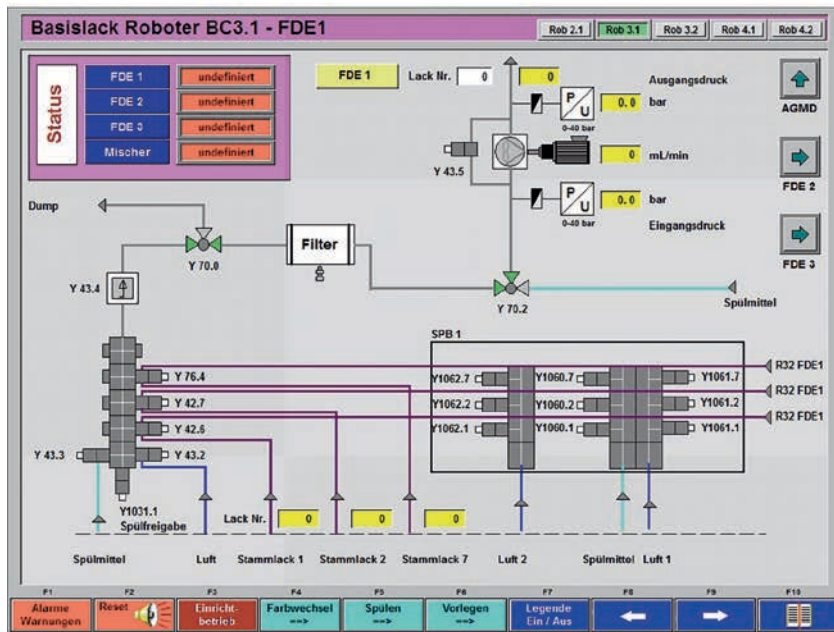 Basislack Roboter BC3.1 - FDE1
Rob 2.1 Rob 3.1 Rob 3.2 Rob 4.1 Rob 4.2
Status
FDE 1 undefiniert
FDE 2 undefiniert
FDE 3 undefiniert
Mischer undefiniert
FDE 1 Lack Nr. 0 0
Ausgangsdruck
P/U 0.0 bar
0-40 bar
AGMD
Y 43.5
0 mL/min
FDE 2
P/U 0.0 bar
0-40 bar
Eingangsdruck
FDE 3
Dump
Y 70.0
Filter
Y 43.4
Y 70.2
Spülmittel
SPB 1
Y 76.4
Y1062.7 Y1060.7 Y1061.7
R32 FDE1
Y 42.7
Y1062.2 Y1060.2 Y1061.2
R32 FDE1
Y 42.6
Y1062.1 Y1060.1 Y1061.1
R32 FDE1
Y 43.3 Y 43.2
Y1031.1
Spülfreigabe
Lack Nr. 0 0 0
Spülmittel Luft Stammlack 1 Stammlack 2 Stammlack 7 Luft 2 Spülmittel Luft 1
F1 F2 F3 F4 F5 F6 F7 F8 F9 F10
Alarme Reset Einricht- Farbwechsel Spülen Vorlegen Legende
Warnungen betrieb ==> ==> ==> Ein / Aus